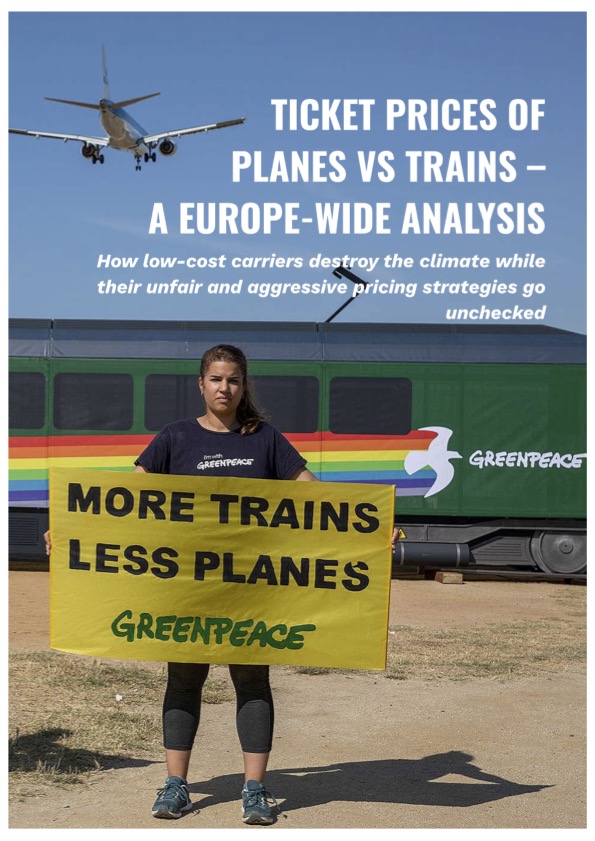 TICKET PRICES OF
PLANES VS TRAINS –
A EUROPE-WIDE ANALYSIS
How low-cost carriers destroy the climate while
their unfair and aggressive pricing strategies go
unchecked
GREENPEACE
I'm with
GREENPEACE
MORE TRAINS
LESS PLANES
GREENPEACE